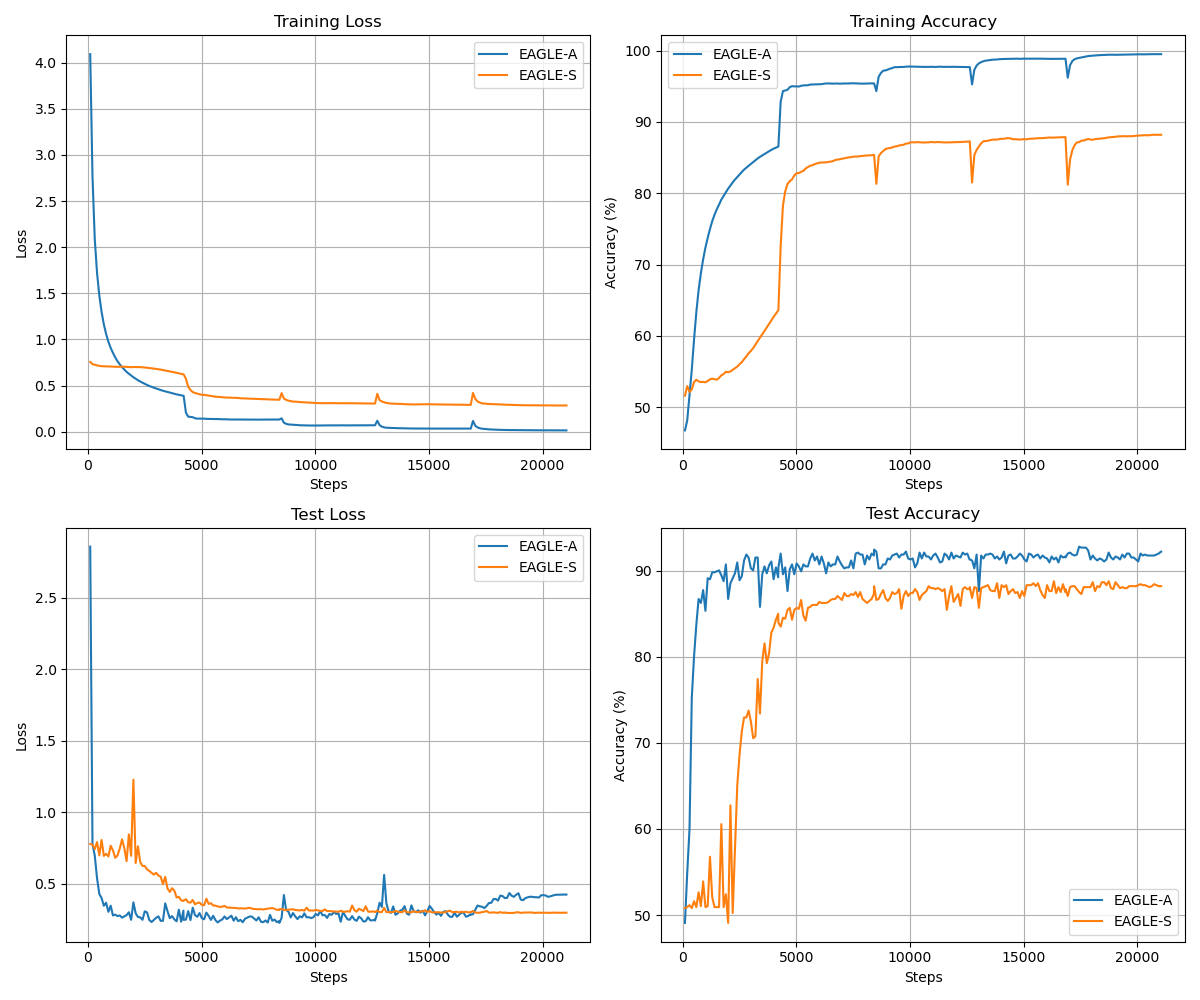 Training Loss
Loss
4.0
3.5
3.0
2.5
2.0
1.5
1.0
0.5
0.0
0 5000 10000 15000 20000
Steps
EAGLE-A
EAGLE-S
Training Accuracy
Accuracy (%)
100
90
80
70
60
50
0 5000 10000 15000 20000
Steps
EAGLE-A
EAGLE-S
Test Loss
Loss
2.5
2.0
1.5
1.0
0.5
0 5000 10000 15000 20000
Steps
EAGLE-A
EAGLE-S
Test Accuracy
Accuracy (%)
90
80
70
60
50
0 5000 10000 15000 20000
Steps
EAGLE-A
EAGLE-S